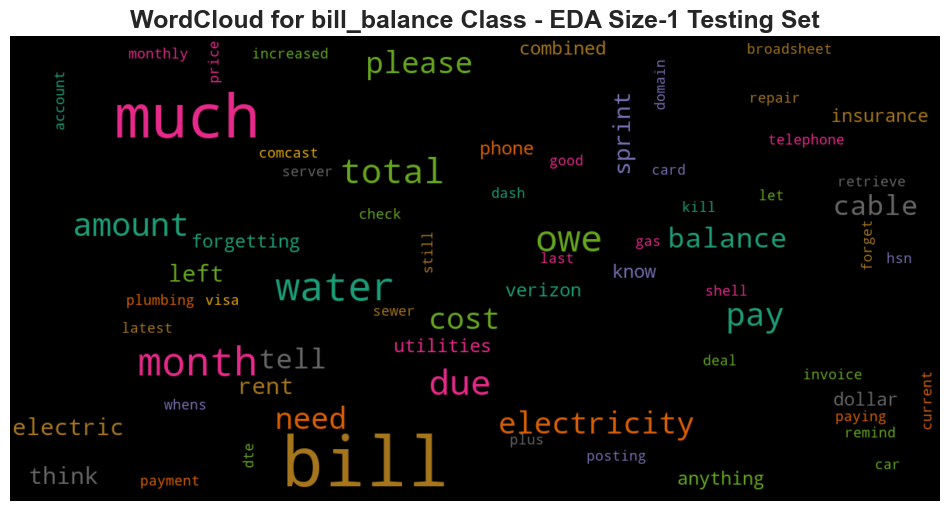 WordCloud for bill_balance Class - EDA Size-1 Testing Set
monthly price increased combined broadsheet
please
account domain
much repair
sprint insurance
telephone
comcast phone good
server total card retrieve
dash let
check kill cable
amount forgetting still owe gas balance forget
left last know hsn
water verizon shell
plumbing visa sewer cost pay
latest utilities
month tell deal
rent due invoice
whens dollar current
electric need electricity paying
plus remind
dte bill posting car
think payment anything